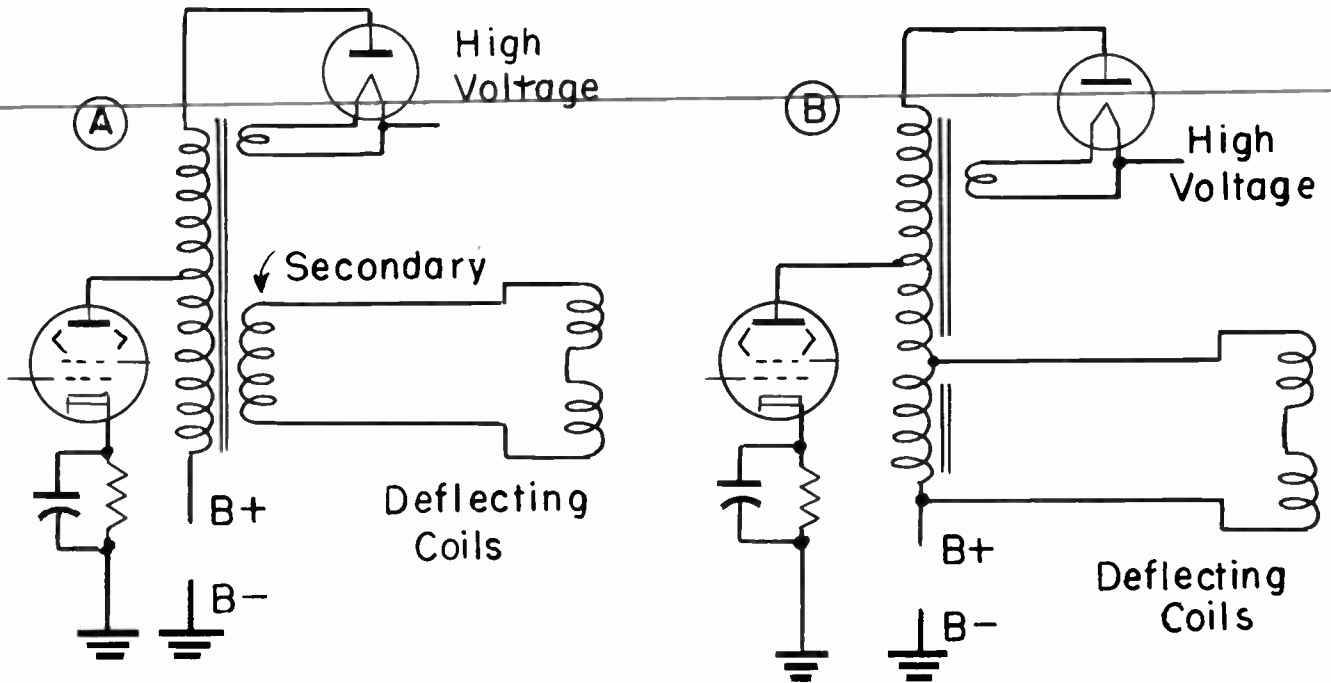 A
High
Voltage
Secondary
B+
B-
Deflecting
Coils
B
High
Voltage
B+
B-
Deflecting
Coils